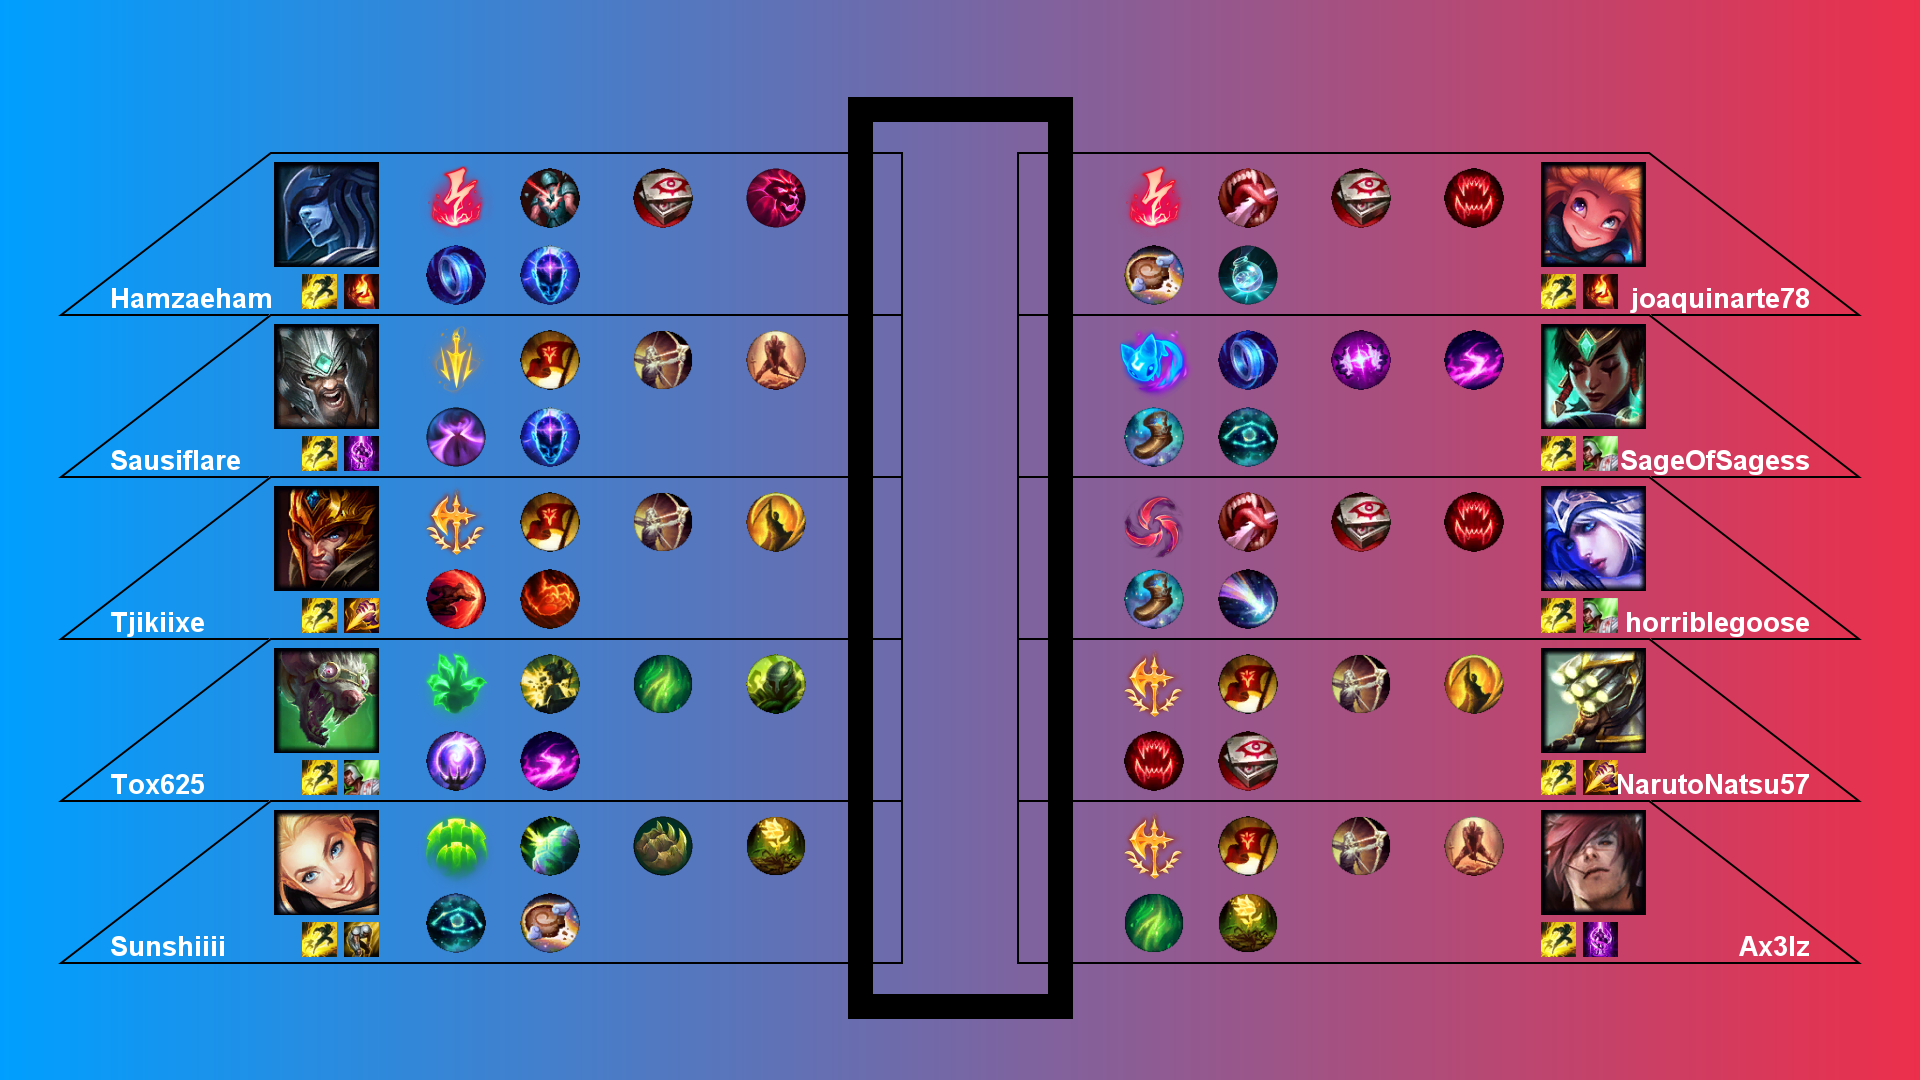 Hamzaeham
joaquinarte78
Sausiflare
SageOfSagess
Tjikiixe
horriblegoose
Tox625
NarutoNatsu57
Sunshiiii
Ax3lz